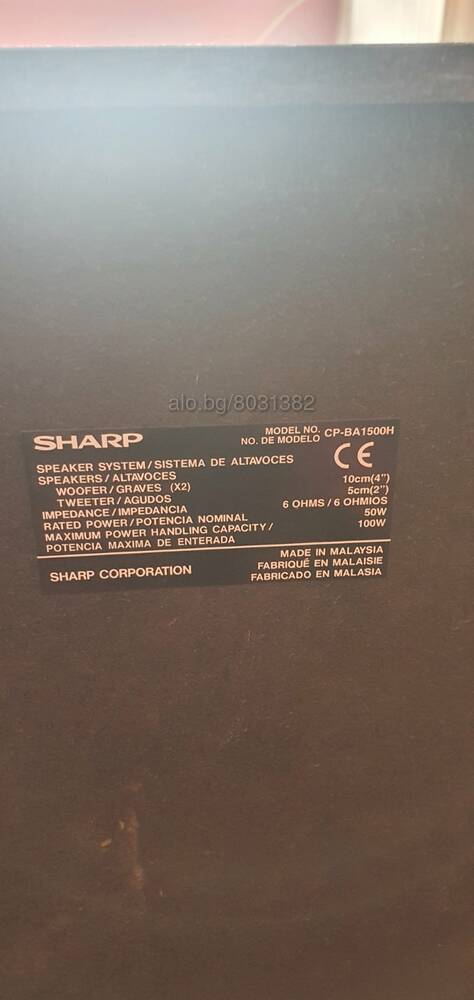 alo.bg/8031382
SHARP
MODEL NO. CP-BA1500H
NO. DE MODELO
SPEAKER SYSTEM/SISTEMA DE ALTAVOCES
CE
SPEAKERS/ALTAVOCES
WOOFER/GRAVES (X2) 10cm(4")
TWEETER/AGUDOS 5cm(2")
IMPEDANCE/IMPEDANCIA 6 OHMS/6 OHMIOS
RATED POWER/POTENCIA NOMINAL 50W
MAXIMUM POWER HANDLING CAPACITY/ 100W
POTENCIA MAXIMA DE ENTERADA
SHARP CORPORATION
MADE IN MALAYSIA
FABRIQUÉ EN MALAISIE
FABRICADO EN MALASIA